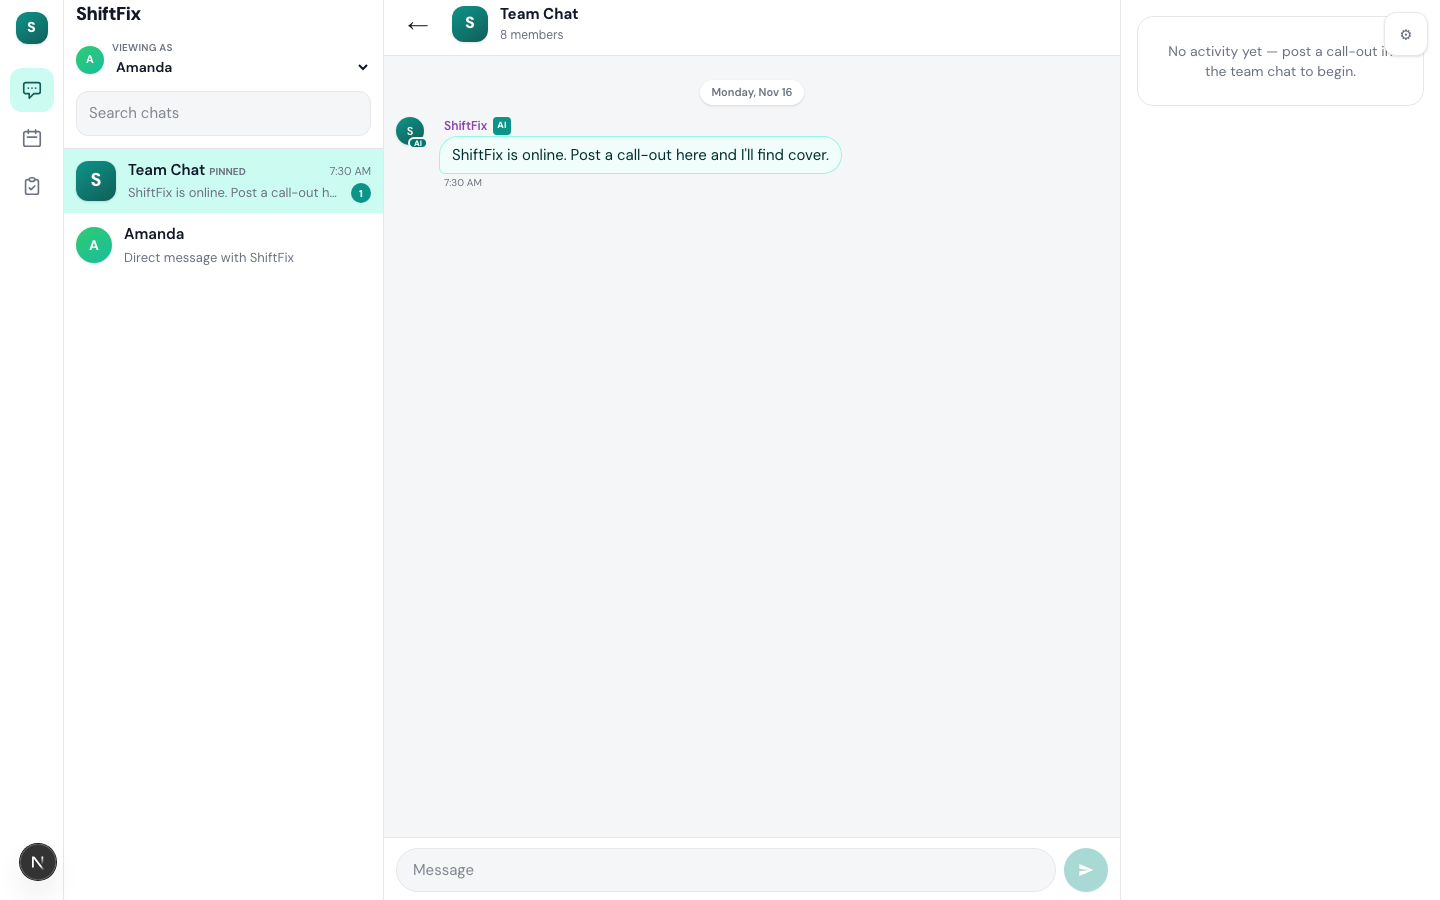 S
ShiftFix
A
VIEWING AS
Amanda
Search chats
S
Team Chat PINNED
7:30 AM
ShiftFix is online. Post a call-out h...
1
A
Amanda
Direct message with ShiftFix
N
←
S
Team Chat
8 members
Monday, Nov 16
S
AI
ShiftFix AI
ShiftFix is online. Post a call-out here and I'll find cover.
7:30 AM
Message
No activity yet — post a call-out in
the team chat to begin.